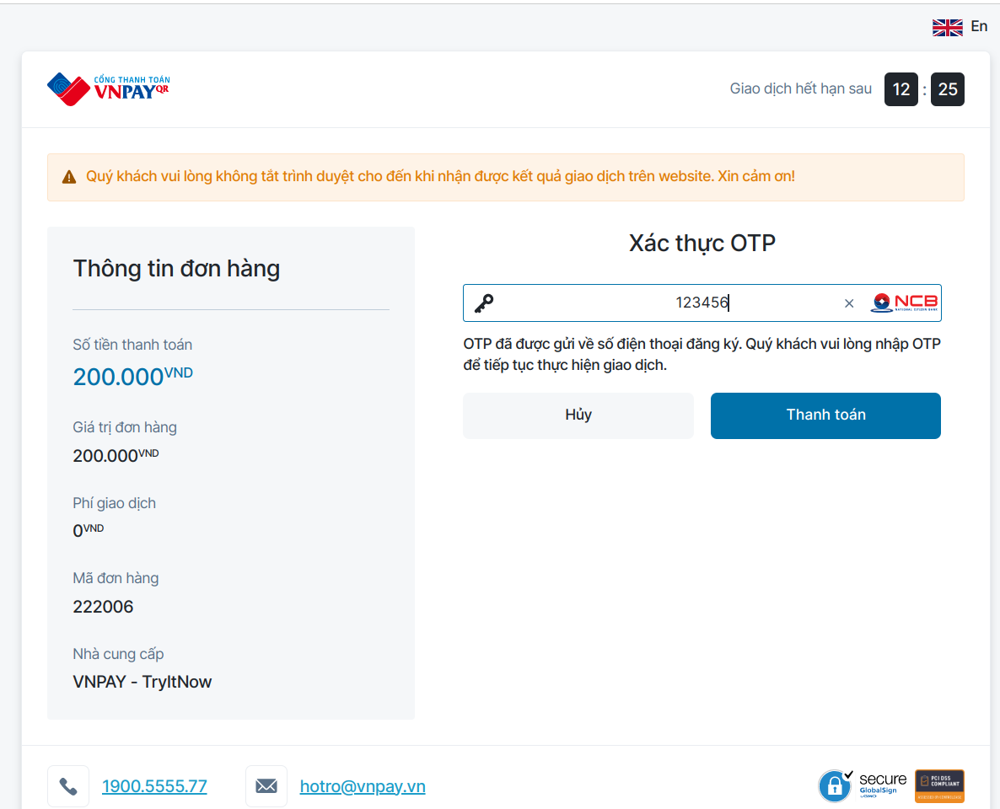 En
CỔNG THANH TOÁN
VNPAYQR
Giao dịch hết hạn sau 12 : 25
Quý khách vui lòng không tắt trình duyệt cho đến khi nhận được kết quả giao dịch trên website. Xin cảm ơn!
Thông tin đơn hàng
Số tiền thanh toán
200.000VND
Giá trị đơn hàng
200.000VND
Phí giao dịch
0VND
Mã đơn hàng
222006
Nhà cung cấp
VNPAY - TryItNow
Xác thực OTP
123456
NCB
NATIONAL CITIZEN BANK
OTP đã được gửi về số điện thoại đăng ký. Quý khách vui lòng nhập OTP
để tiếp tục thực hiện giao dịch.
Hủy
Thanh toán
1900.5555.77
hotro@vnpay.vn
secure
GlobalSign
by GMO
PCI DSS
COMPLIANT